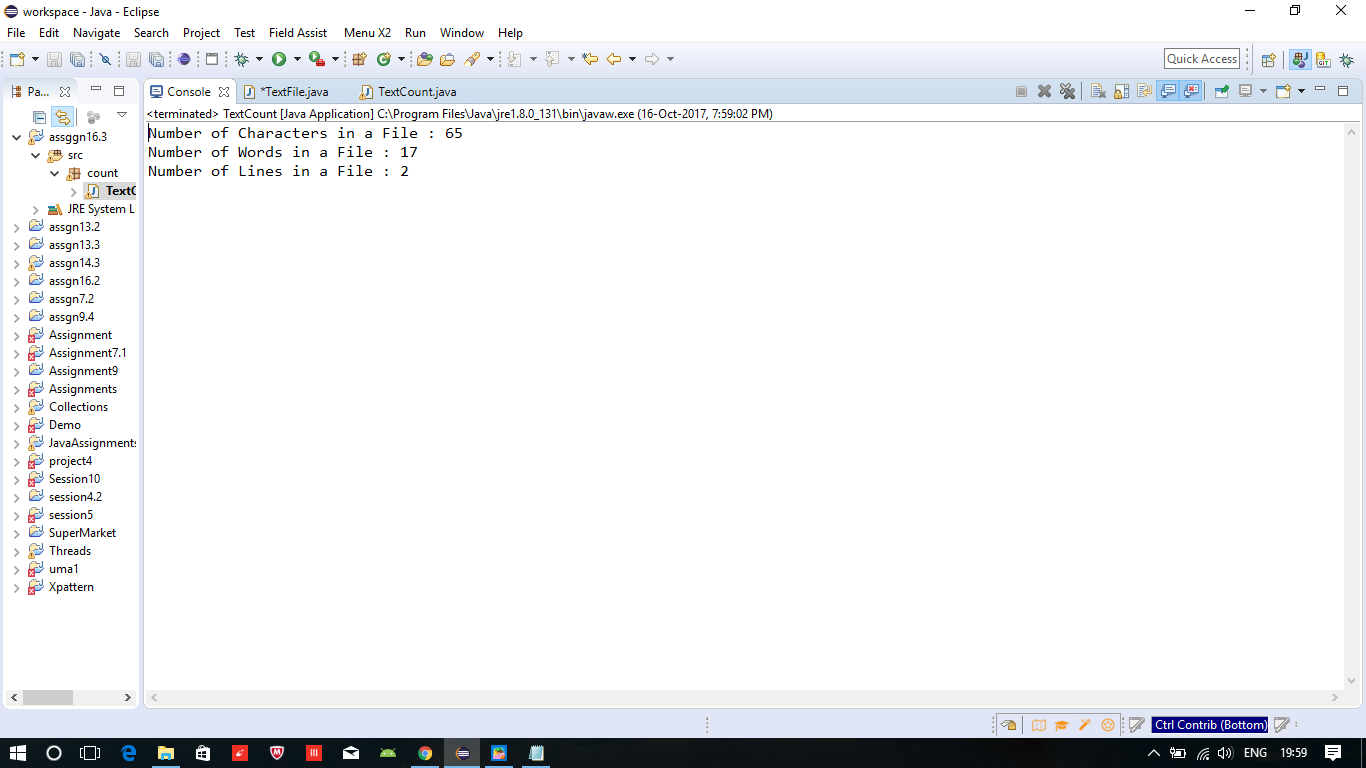 workspace - Java - Eclipse
File Edit Navigate Search Project Test Field Assist Menu X2 Run Window Help
Quick Access
Pa...
Console *TextFile.java TextCount.java
<terminated> TextCount [Java Application] C:\Program Files\Java\jre1.8.0_131\bin\javaw.exe (16-Oct-2017, 7:59:02 PM)
Number of Characters in a File : 65
Number of Words in a File : 17
Number of Lines in a File : 2
assggn16.3
src
count
TextC
JRE System L
assgn13.2
assgn13.3
assgn14.3
assgn16.2
assgn7.2
assgn9.4
Assignment
Assignment7.1
Assignment9
Assignments
Collections
Demo
JavaAssignments
project4
Session10
session4.2
session5
SuperMarket
Threads
uma1
Xpattern
Ctrl Contrib (Bottom)
ENG 19:59